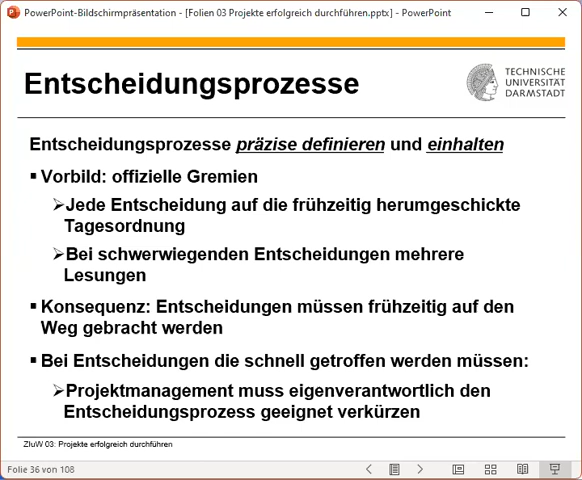 PowerPoint-Bildschirmpräsentation - [Folien 03 Projekte erfolgreich durchführen.pptx] - PowerPoint
Entscheidungsprozesse
TECHNISCHE
UNIVERSITÄT
DARMSTADT
Entscheidungsprozesse präzise definieren und einhalten
▪ Vorbild: offizielle Gremien
➢Jede Entscheidung auf die frühzeitig herumgeschickte
Tagesordnung
➢Bei schwerwiegenden Entscheidungen mehrere
Lesungen
▪ Konsequenz: Entscheidungen müssen frühzeitig auf den
Weg gebracht werden
▪ Bei Entscheidungen die schnell getroffen werden müssen:
➢Projektmanagement muss eigenverantwortlich den
Entscheidungsprozess geeignet verkürzen
ZIuW 03: Projekte erfolgreich durchführen
Folie 36 von 108